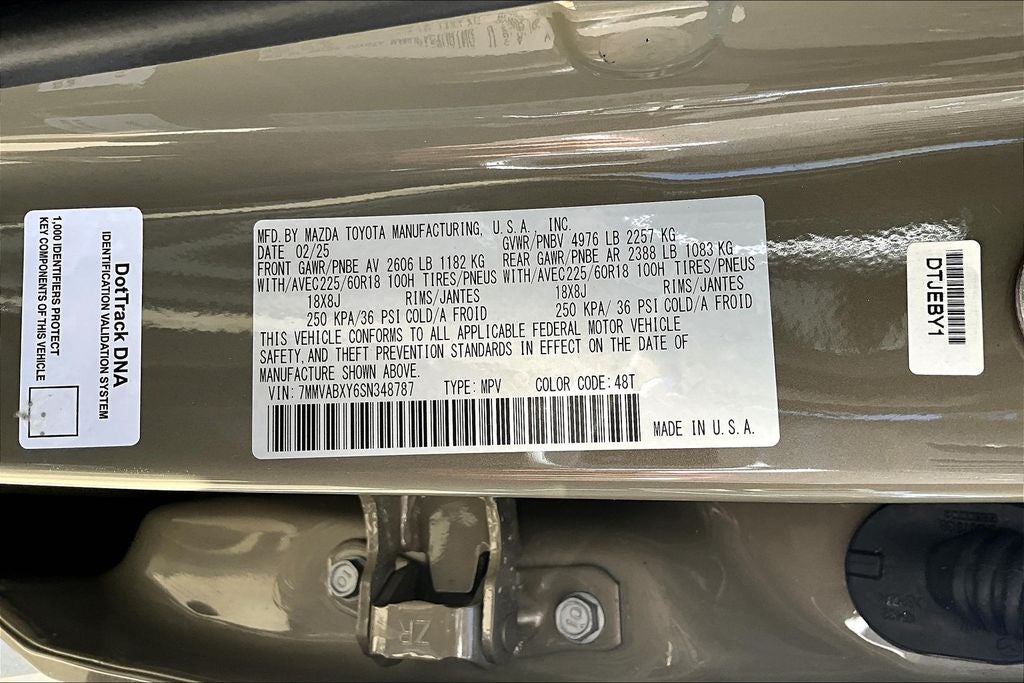 DotTrack DNA
IDENTIFICATION VALIDATION SYSTEM
1,000 IDENTIFIERS PROTECT
KEY COMPONENTS OF THIS VEHICLE
MFD. BY MAZDA TOYOTA MANUFACTURING, U.S.A., INC.
DATE 02/25 GVWR/PNBV 4976 LB 2257 KG
FRONT GAWR/PNBE AV 2606 LB 1182 KG REAR GAWR/PNBE AR 2388 LB 1083 KG
WITH/AVEC225/60R18 100H TIRES/PNEUS WITH/AVEC225/60R18 100H TIRES/PNEUS
18X8J RIMS/JANTES 18X8J RIMS/JANTES
250 KPA/36 PSI COLD/A FROID 250 KPA/36 PSI COLD/A FROID
THIS VEHICLE CONFORMS TO ALL APPLICABLE FEDERAL MOTOR VEHICLE
SAFETY, AND THEFT PREVENTION STANDARDS IN EFFECT ON THE DATE OF
MANUFACTURE SHOWN ABOVE.
VIN: 7MMVABXY6SN348787 TYPE: MPV COLOR CODE: 48T
MADE IN U.S.A.
DTJEBY1
10
ZR